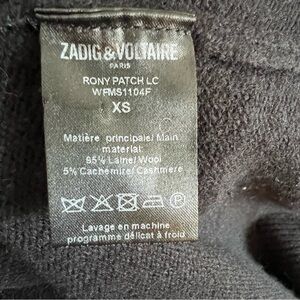 ZADIG&VOLTAIRE
PARIS
RONY PATCH LC
WFMS1104F
XS
Matière principale/ Main
material:
95% Laine/ Wool
5% Cachemire/ Cashmere
Lavage en machine
programme délicat à froid